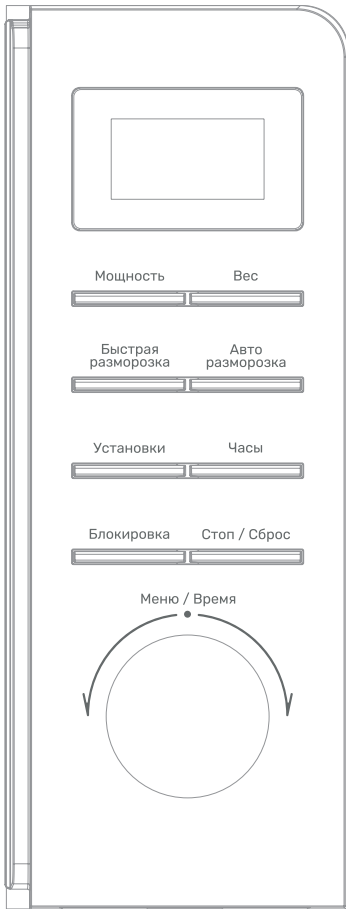 Мощность Вес
Быстрая Авто
разморозка разморозка
Установки Часы
Блокировка Стоп / Сброс
Меню / Время